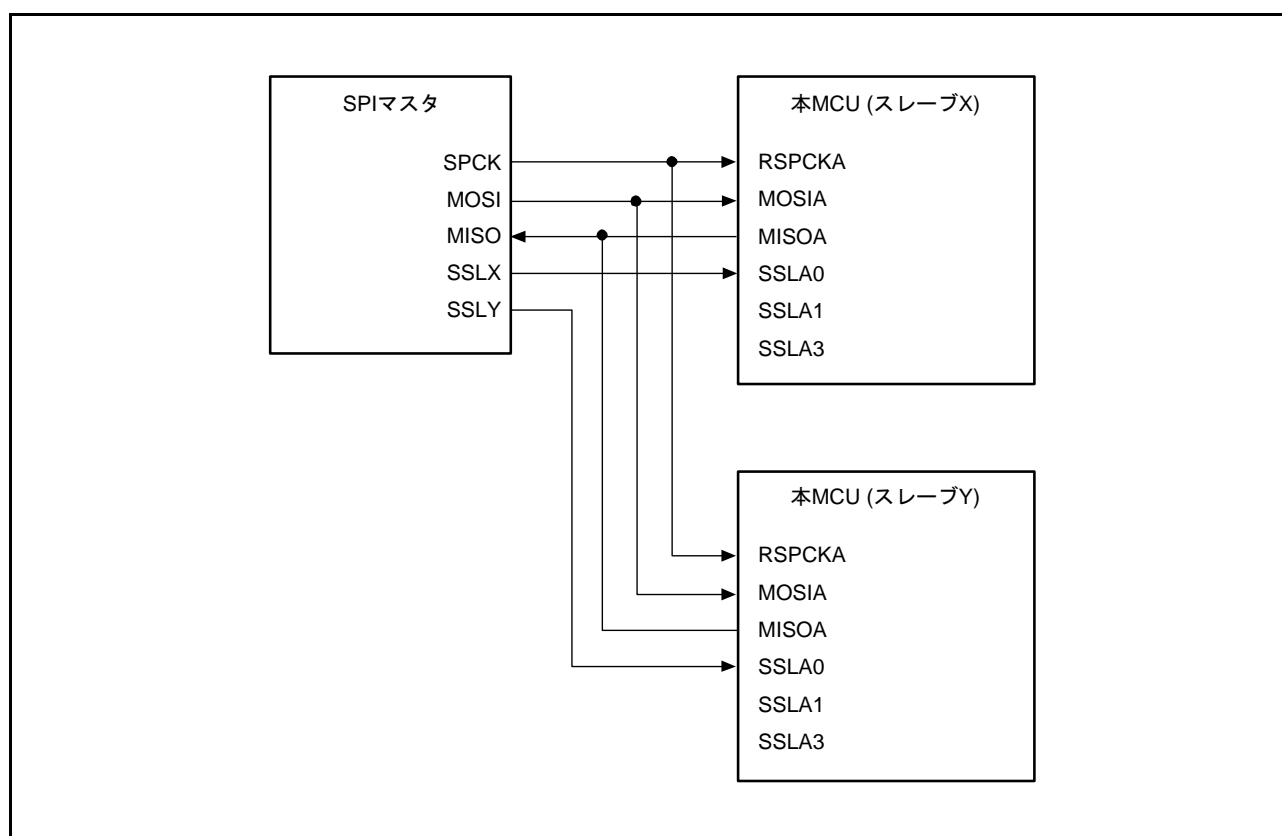 SPIマスタ
SPCK
MOSI
MISO
SSLX
SSLY
本MCU (スレーブX)
RSPCKA
MOSIA
MISOA
SSLA0
SSLA1
SSLA3
本MCU (スレーブY)
RSPCKA
MOSIA
MISOA
SSLA0
SSLA1
SSLA3